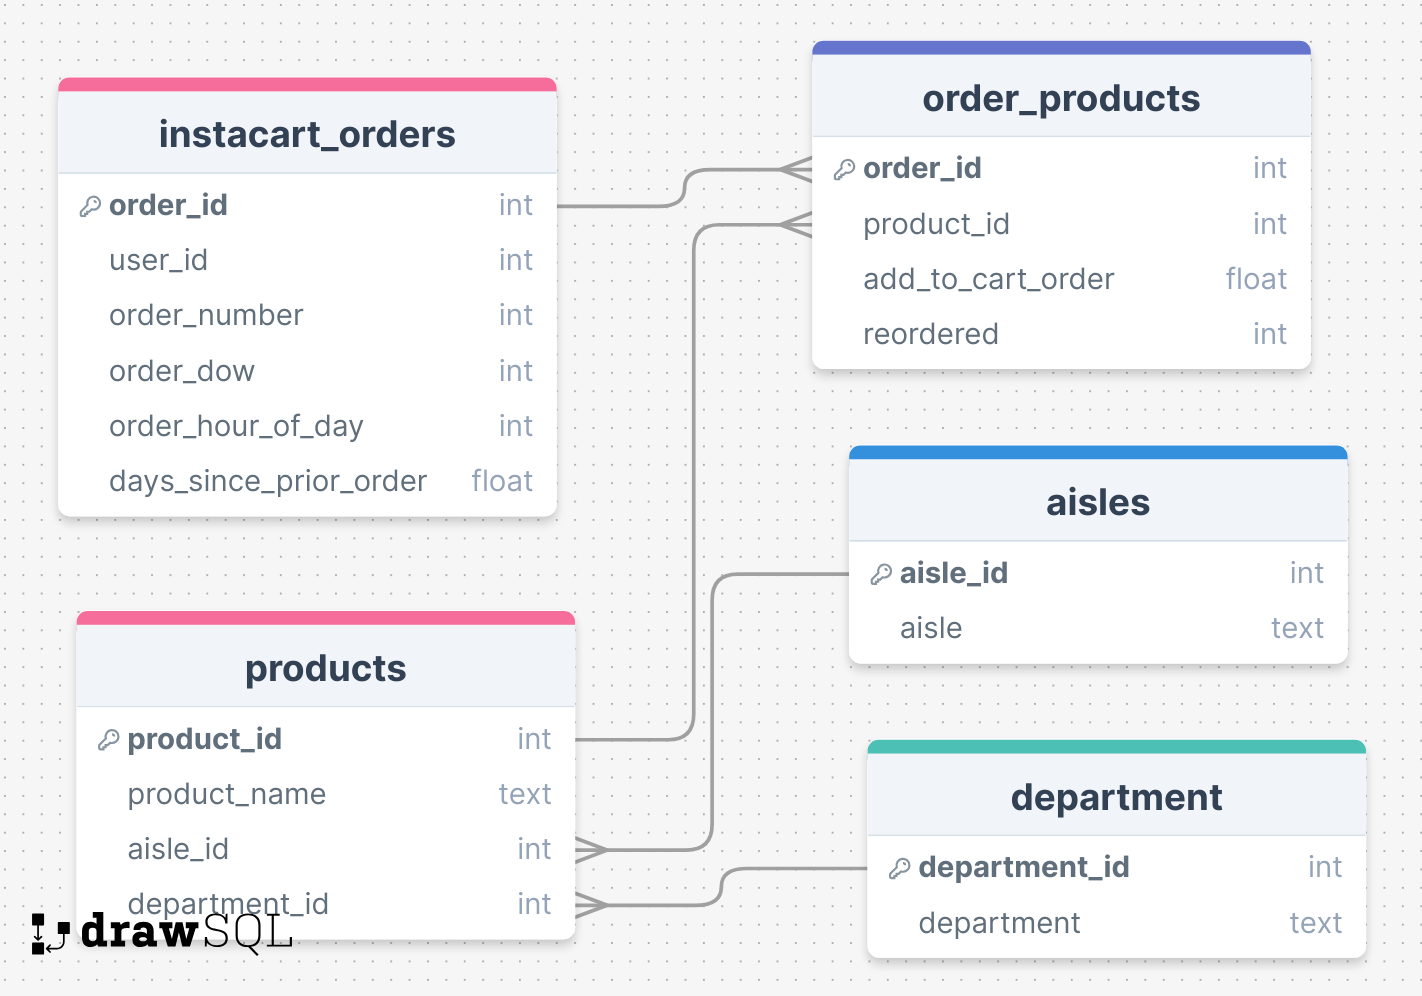 instacart_orders
order_id int
user_id int
order_number int
order_dow int
order_hour_of_day int
days_since_prior_order float
order_products
order_id int
product_id int
add_to_cart_order float
reordered int
products
product_id int
product_name text
aisle_id int
department_id int
aisles
aisle_id int
aisle text
department
department_id int
department text
drawSQL